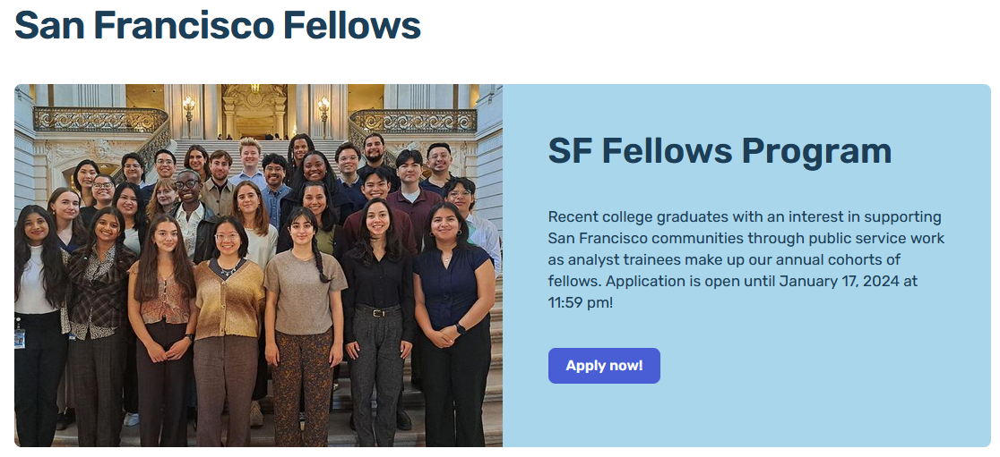 San Francisco Fellows
SF Fellows Program
Recent college graduates with an interest in supporting
San Francisco communities through public service work
as analyst trainees make up our annual cohorts of
fellows. Application is open until January 17, 2024 at
11:59 pm!
Apply now!